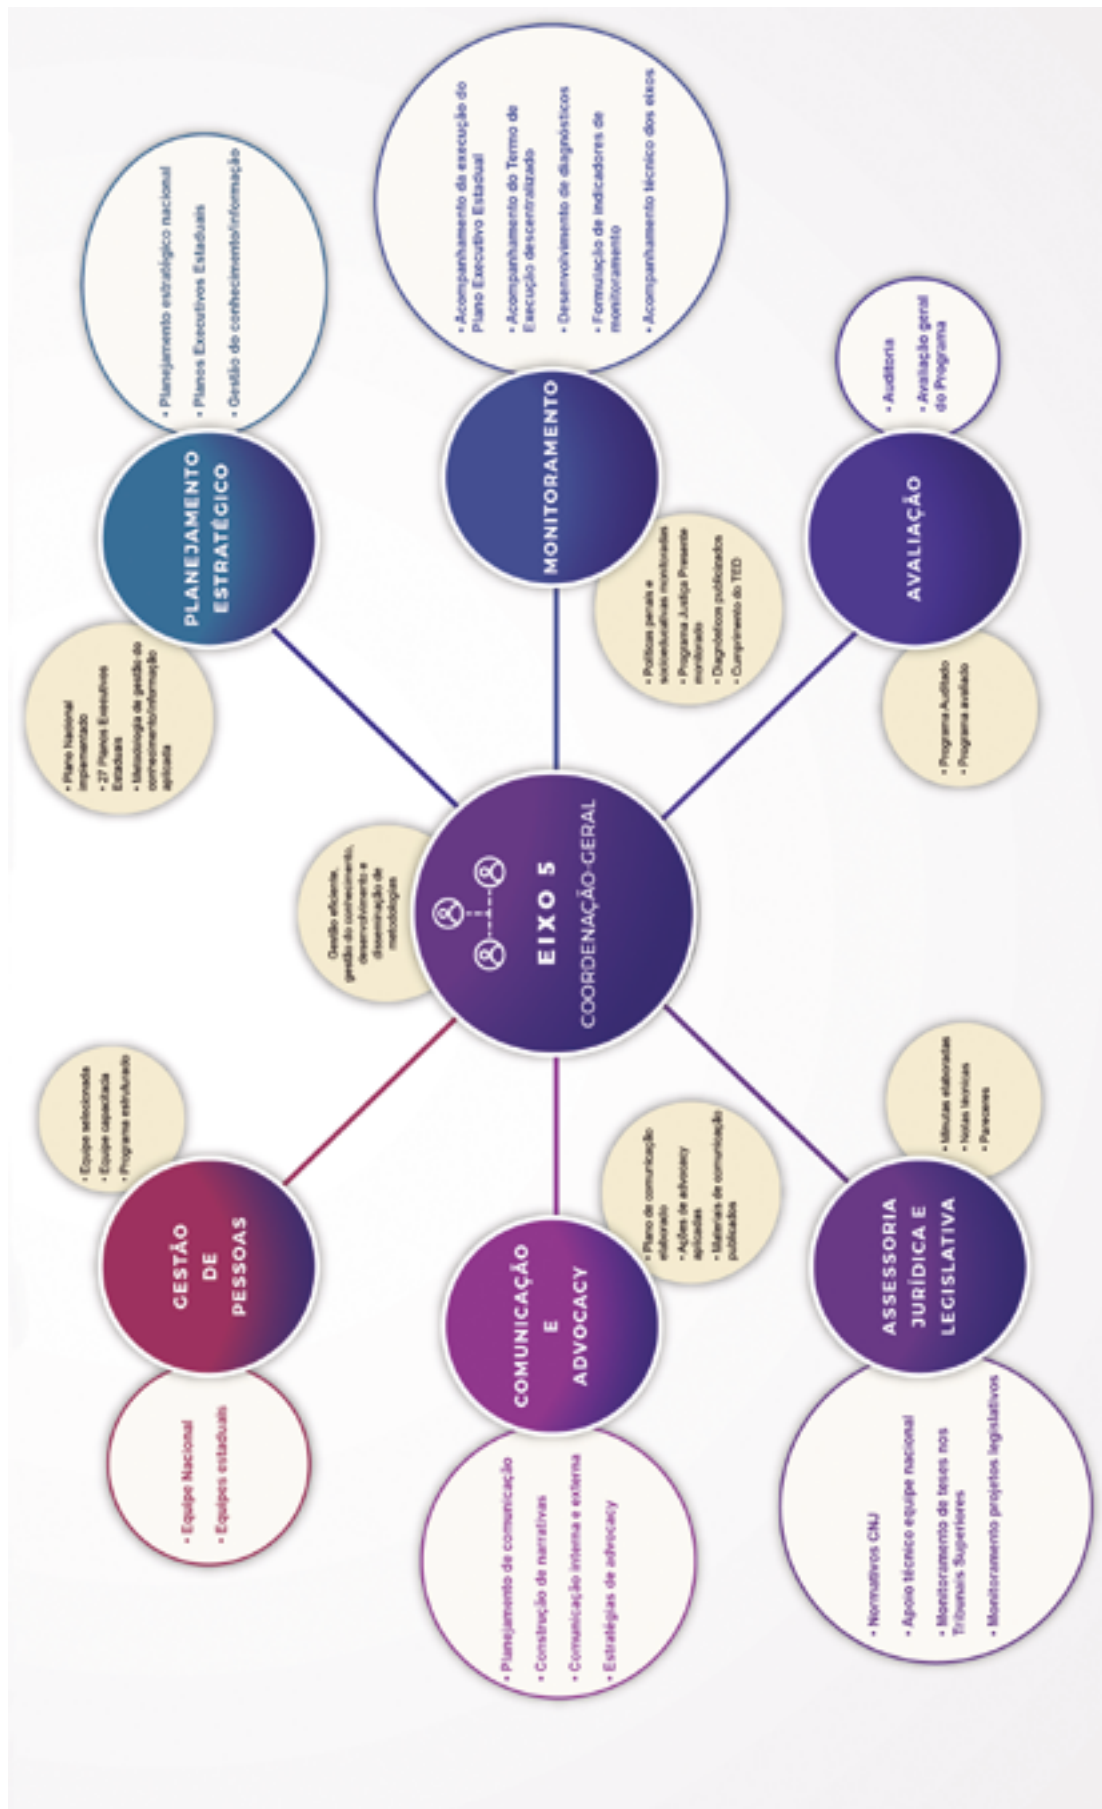 • Equipe Nacional
• Equipes estaduais
GESTÃO
DE
PESSOAS
• Equipe selecionada
• Equipe capacitada
• Programa estruturado
Gestão eficiente,
gestão do conhecimento,
desenvolvimento e
disseminação de
metodologias
• Plano Nacional
implementado
• 27 Planos Executivos
Estaduais
• Metodologia de gestão do
conhecimento/informação
aplicada
PLANEJAMENTO
ESTRATÉGICO
• Planejamento estratégico nacional
• Planos Executivos Estaduais
• Gestão do conhecimento/informação
• Planejamento de comunicação
• Construção de narrativas
• Comunicação interna e externa
• Estratégias de advocacy
COMUNICAÇÃO
E
ADVOCACY
• Plano de comunicação
elaborado
• Ações de advocacy
aplicadas
• Materiais de comunicação
publicados
EIXO 5
COORDENAÇÃO-GERAL
• Políticas penais e
socioeducativas monitoradas
• Programa Justiça Presente
monitorado
• Diagnósticos publicizados
• Cumprimento do TED
MONITORAMENTO
• Acompanhamento da execução do
Plano Executivo Estadual
• Acompanhamento do Termo de
Execução descentralizado
• Desenvolvimento de diagnósticos
• Formulação de indicadores de
monitoramento
• Acompanhamento técnico dos eixos
• Normativos CNJ
• Apoio técnico equipe nacional
• Monitoramento de teses nos
Tribunais Superiores
• Monitoramento projetos legislativos
ASSESSORIA
JURÍDICA E
LEGISLATIVA
• Minutas elaboradas
• Notas técnicas
• Pareceres
• Programa Auditado
• Programa avaliado
AVALIAÇÃO
• Auditoria
• Avaliação geral
do Programa